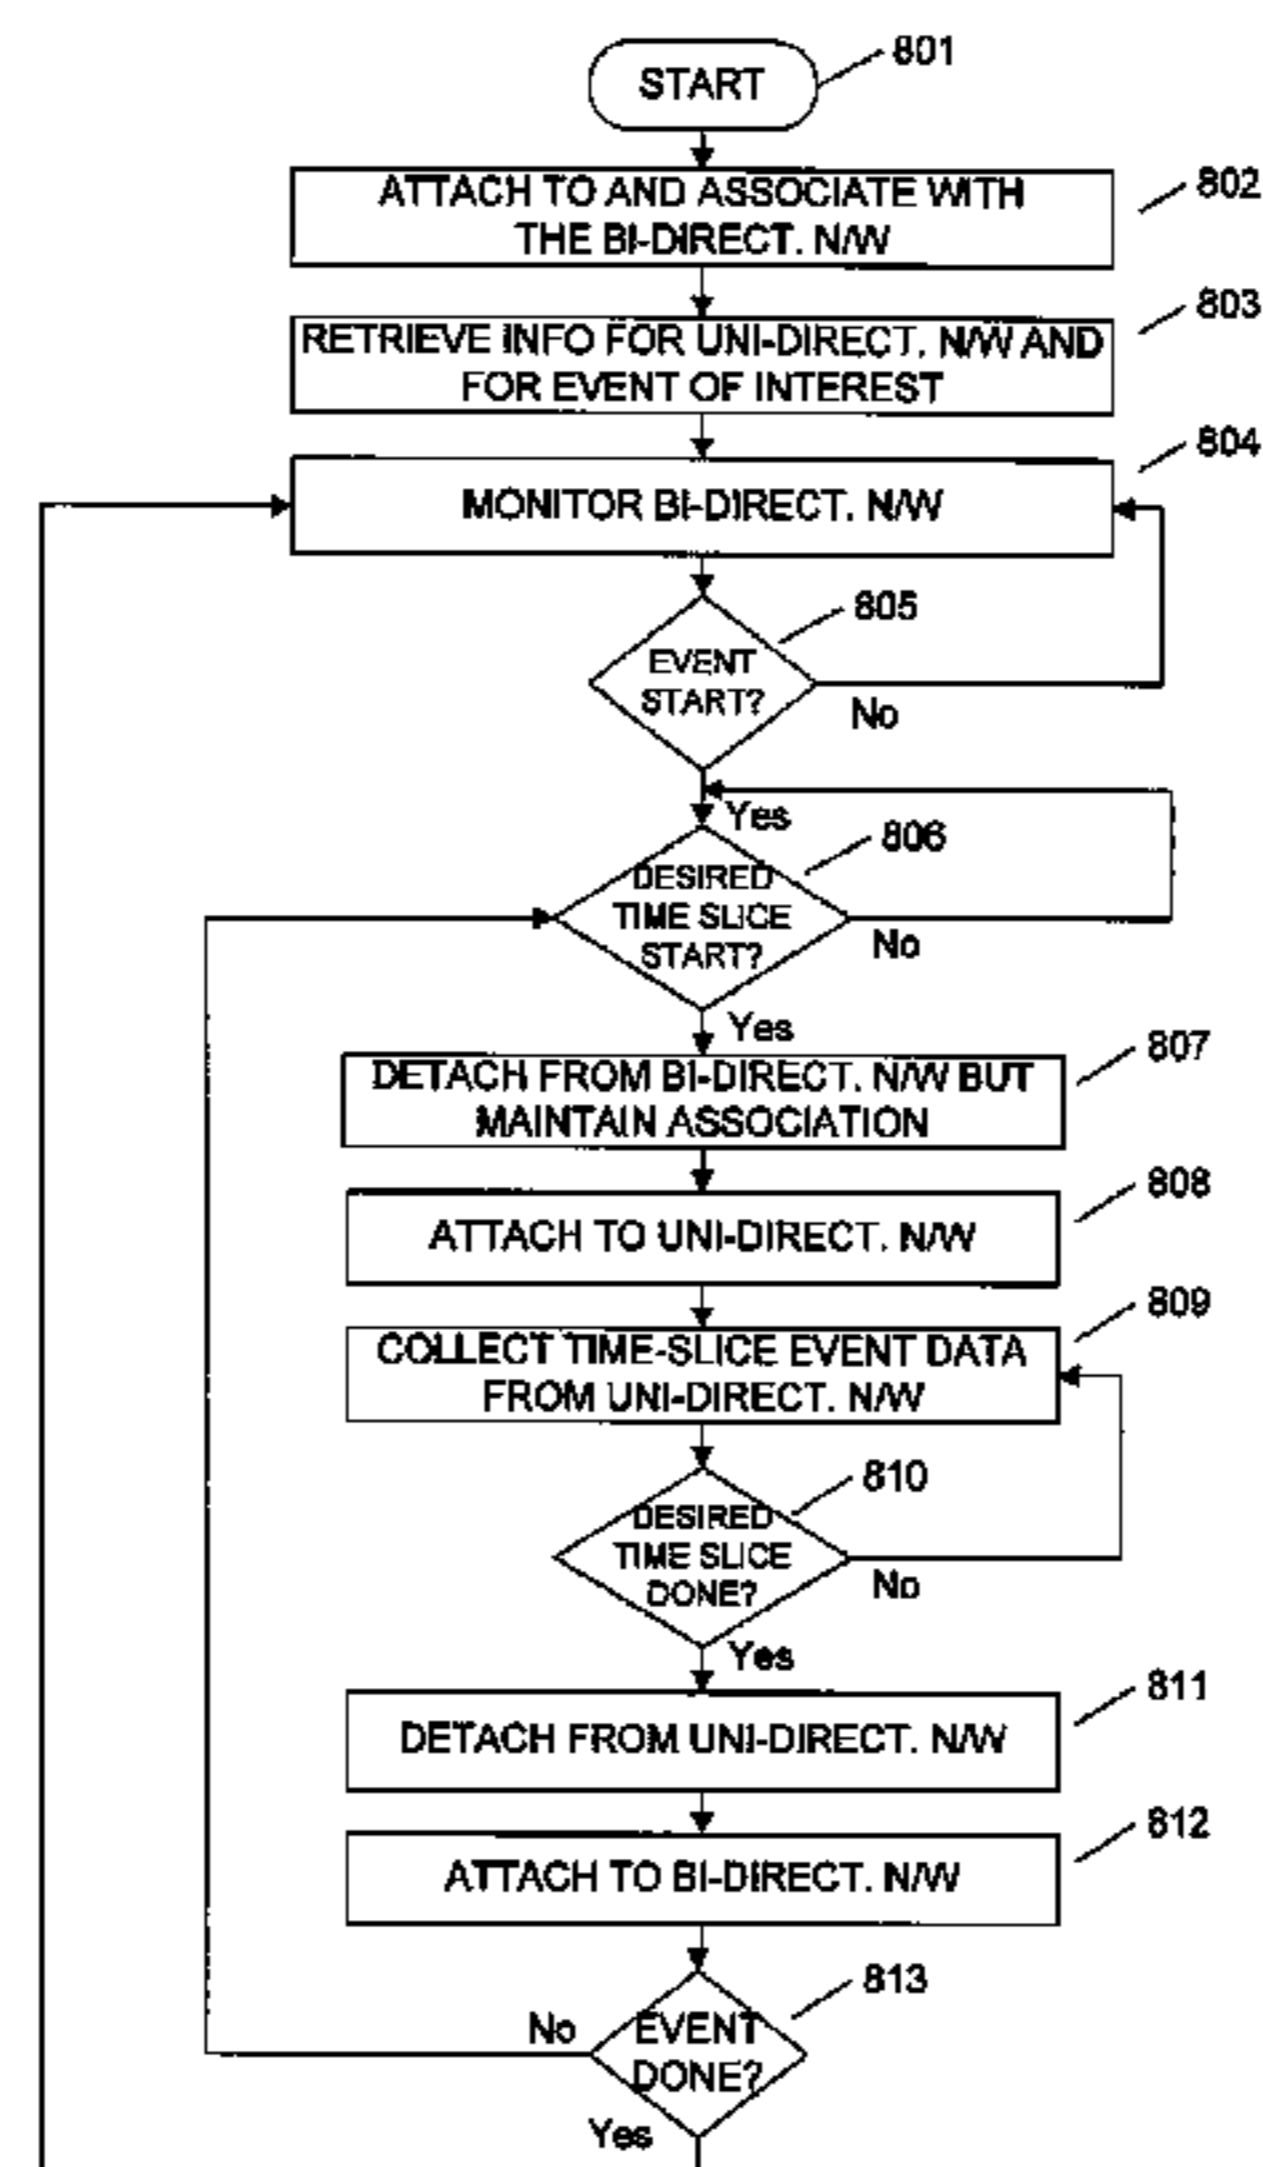 START
801
ATTACH TO AND ASSOCIATE WITH
THE BI-DIRECT. N/W
802
RETRIEVE INFO FOR UNI-DIRECT. N/W AND
FOR EVENT OF INTEREST
803
MONITOR BI-DIRECT. N/W
804
EVENT
START?
805
No
Yes
DESIRED
TIME SLICE
START?
806
No
Yes
DETACH FROM BI-DIRECT. N/W BUT
MAINTAIN ASSOCIATION
807
ATTACH TO UNI-DIRECT. N/W
808
COLLECT TIME-SLICE EVENT DATA
FROM UNI-DIRECT. N/W
809
DESIRED
TIME SLICE
DONE?
810
No
Yes
DETACH FROM UNI-DIRECT. N/W
811
ATTACH TO BI-DIRECT. N/W
812
EVENT
DONE?
813
No
Yes